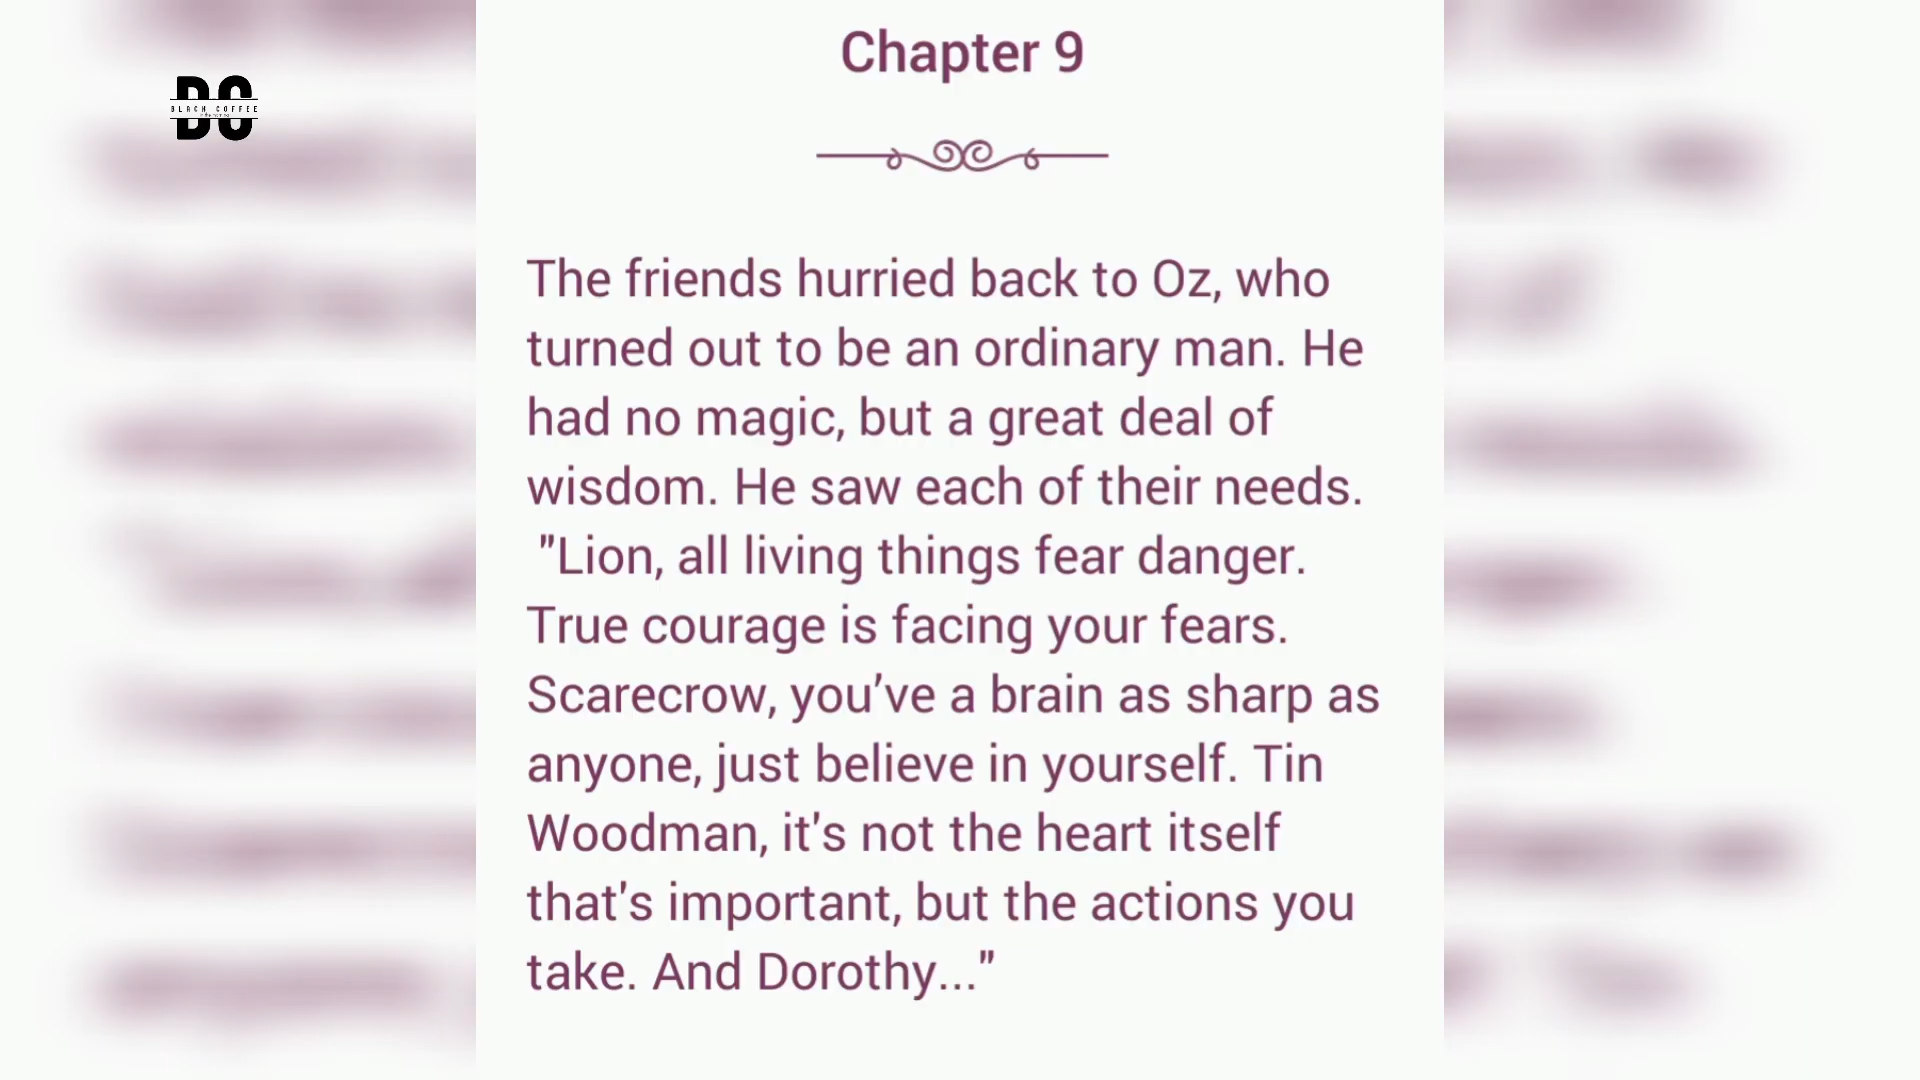 Chapter 9
BLACK COFFEE
The friends hurried back to Oz, who
turned out to be an ordinary man. He
had no magic, but a great deal of
wisdom. He saw each of their needs.
"Lion, all living things fear danger.
True courage is facing your fears.
Scarecrow, you’ve a brain as sharp as
anyone, just believe in yourself. Tin
Woodman, it's not the heart itself
that's important, but the actions you
take. And Dorothy..."